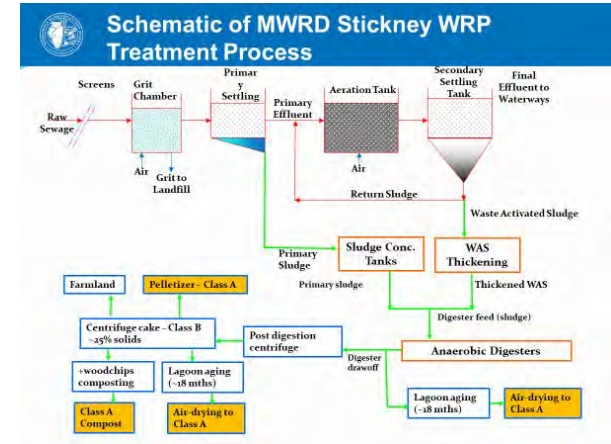 Schematic of MWRD Stickney WRP
Treatment Process
Screens
Grit
Chamber
Primar
y
Settling
Primary
Effluent
Aeration Tank
Secondary
Settling
Tank
Final
Effluent to
Waterways
Raw
Sewage
Air
Grit to
Landfill
Air
Return Sludge
Waste Activated Sludge
Primary
Sludge
Sludge Conc.
Tanks
WAS
Thickening
Primary sludge
Thickened WAS
Farmland
Pelletizer – Class A
Digester feed (sludge)
Centrifuge cake – Class B
~25% solids
Post digestion
centrifuge
Anaerobic Digesters
Digester
drawoff
+woodchips
composting
Lagoon aging
(~18 mths)
Lagoon aging
(~18 mths)
Air-drying to
Class A
Class A
Compost
Air-drying to
Class A